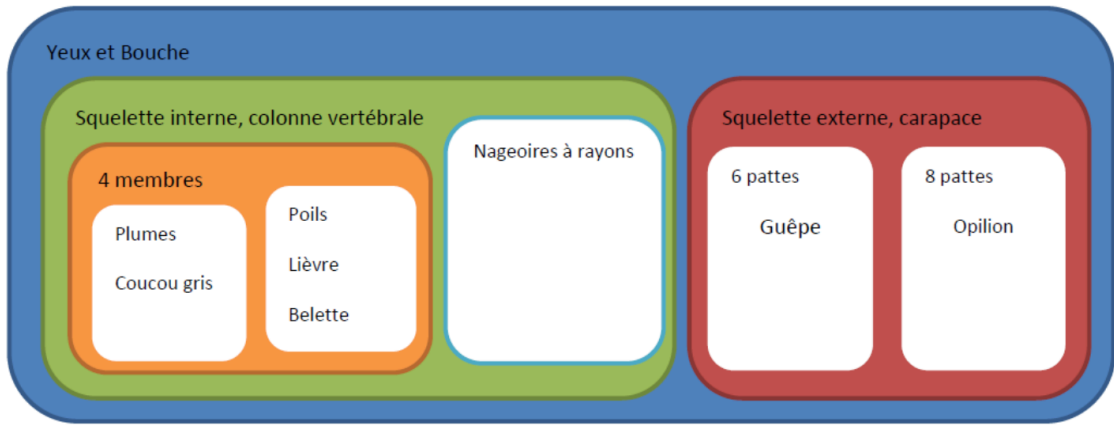 Yeux et Bouche
Squelette interne, colonne vertébrale
4 membres
Plumes
Coucou gris
Poils
Lièvre
Belette
Nageoires à rayons
Squelette externe, carapace
6 pattes
Guêpe
8 pattes
Opilion